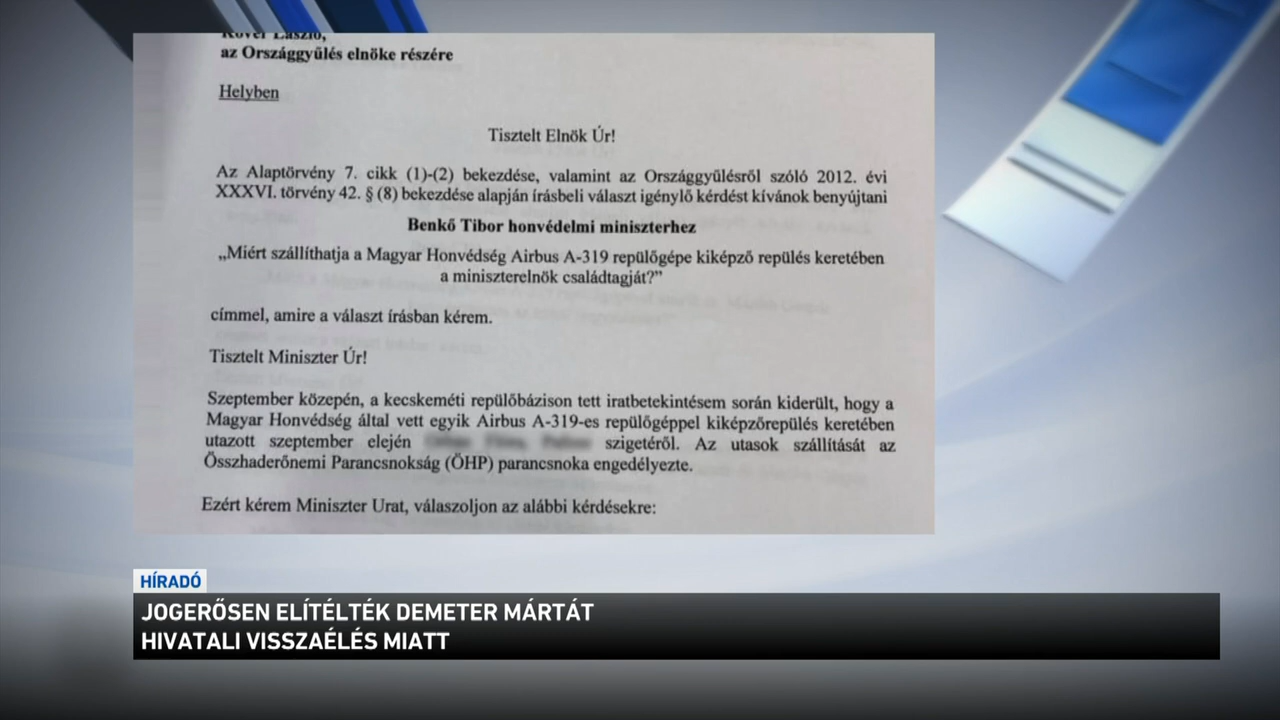 Kövér László,
az Országgyűlés elnöke részére
Helyben
Tisztelt Elnök Úr!
Az Alaptörvény 7. cikk (1)-(2) bekezdése, valamint az Országgyűlésről szóló 2012. évi
XXXVI. törvény 42. § (8) bekezdése alapján írásbeli választ igénylő kérdést kívánok benyújtani
Benkő Tibor honvédelmi miniszterhez
„Miért szállíthatja a Magyar Honvédség Airbus A-319 repülőgépe kiképző repülés keretében
a miniszterelnök családtagját?”
címmel, amire a választ írásban kérem.
Tisztelt Miniszter Úr!
Szeptember közepén, a kecskeméti repülőbázison tett iratbetekintésem során kiderült, hogy a
Magyar Honvédség által vett egyik Airbus A-319-es repülőgéppel kiképzőrepülés keretében
utazott szeptember elején szigetéről. Az utasok szállítását az
Összhaderőnemi Parancsnokság (ÖHP) parancsnoka engedélyezte.
Ezért kérem Miniszter Urat, válaszoljon az alábbi kérdésekre:
HÍRADÓ
JOGERŐSEN ELÍTÉLTÉK DEMETER MÁRTÁT
HIVATALI VISSZAÉLÉS MIATT